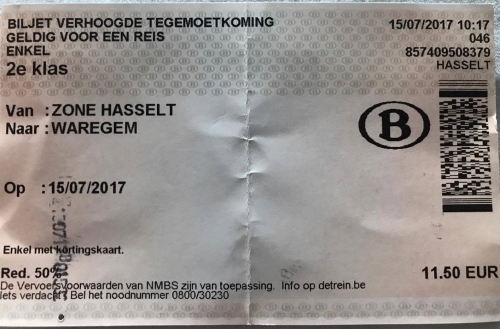 BILJET VERHOOGDE TEGEMOETKOMING 15/07/2017 10:17
GELDIG VOOR EEN REIS 046
ENKEL 857409508379
2e klas HASSELT
Van : ZONE HASSELT
Naar : WAREGEM
B
Op : 15/07/2017
Enkel met kortingskaart.
Red. 50% 11.50 EUR
De Vervoersvoorwaarden van NMBS zijn van toepassing. Info op detrein.be
Iets verdachts? Bel het noodnummer 0800/30230